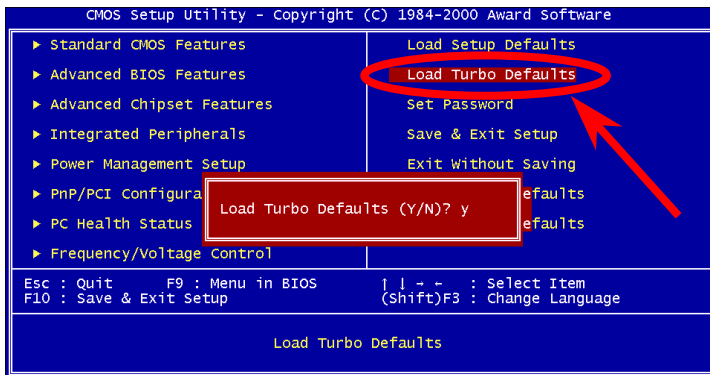 CMOS Setup Utility - Copyright (C) 1984-2000 Award Software
▶ Standard CMOS Features
▶ Advanced BIOS Features
▶ Advanced Chipset Features
▶ Integrated Peripherals
▶ Power Management Setup
▶ PnP/PCI Configura
▶ PC Health Status
▶ Frequency/Voltage Control
Load Setup Defaults
Load Turbo Defaults
Set Password
Save & Exit Setup
Exit Without Saving
efaults
efaults
Load Turbo Defaults (Y/N)? y
Esc : Quit F9 : Menu in BIOS ↑ ↓ → ← : Select Item
F10 : Save & Exit Setup (Shift)F3 : Change Language
Load Turbo Defaults